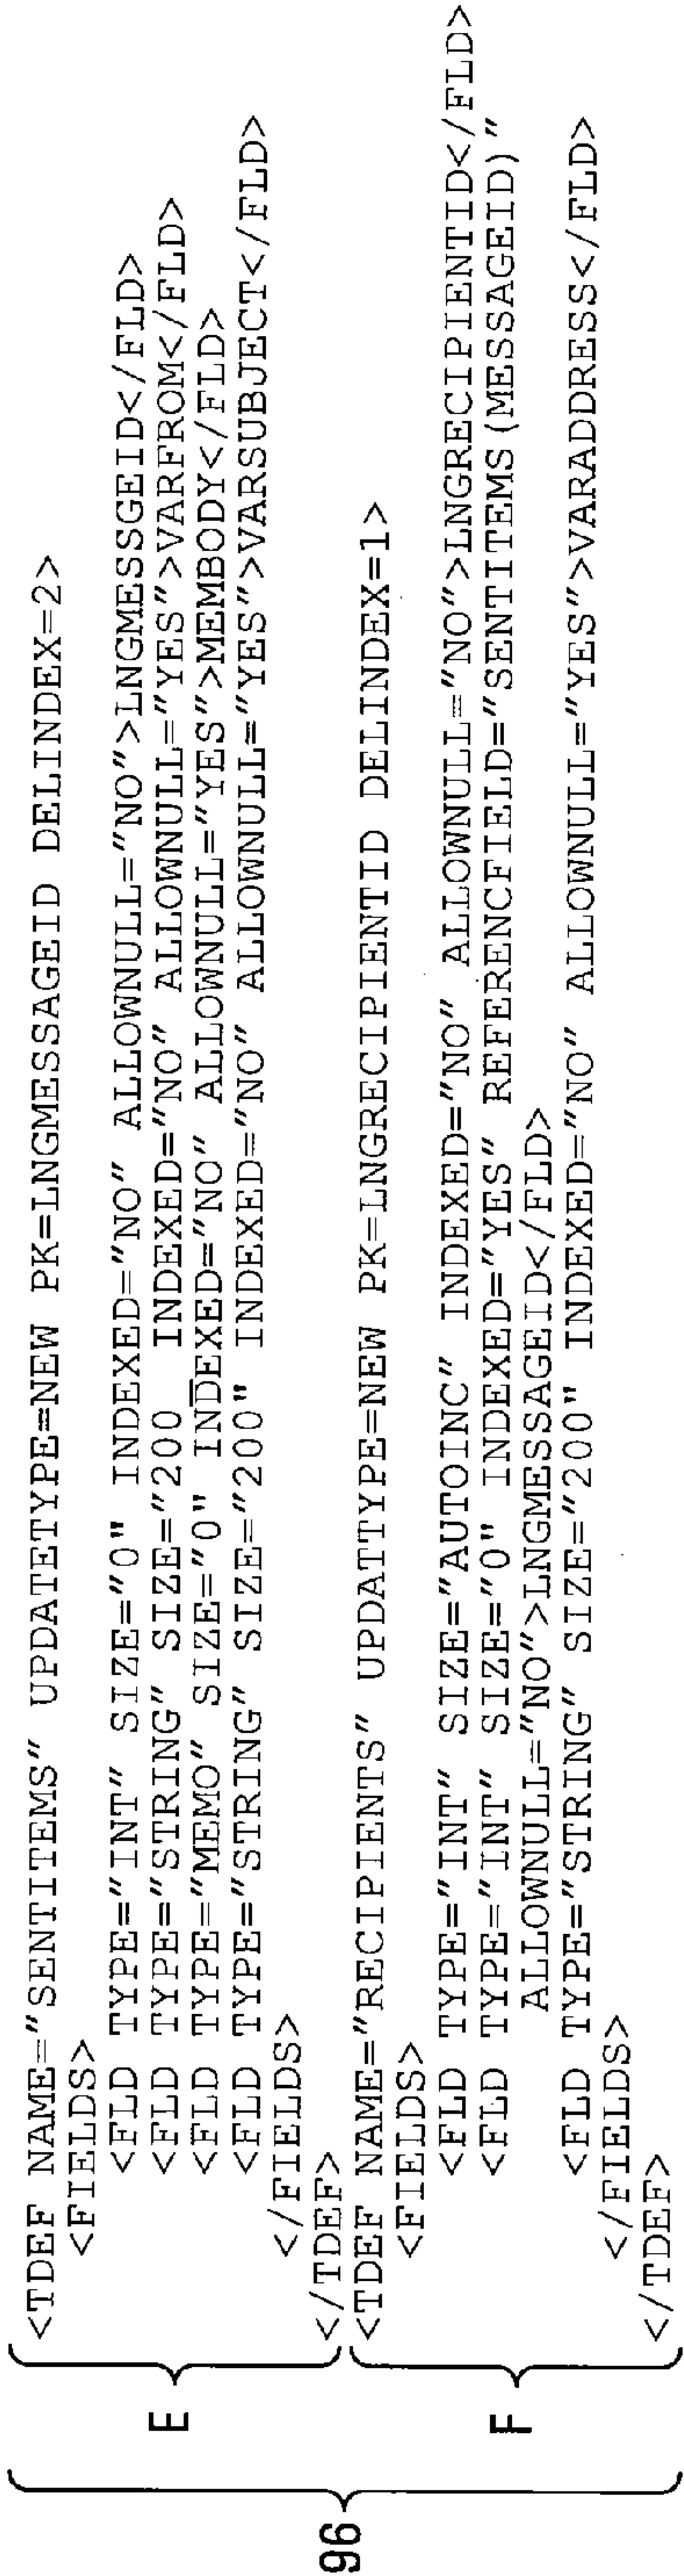 <TDEF NAME="SENTITEMS" UPDATETYPE=NEW PK=LNGMESSAGEID DELINDEX=2>
<FIELDS>
<FLD TYPE="INT" SIZE="0" INDEXED="NO" ALLOWNULL="NO">LNGMESSGEID</FLD>
<FLD TYPE="STRING" SIZE="200 INDEXED="NO" ALLOWNULL="YES">VARFROM</FLD>
<FLD TYPE="MEMO" SIZE="0" INDEXED="NO" ALLOWNULL="YES">MEMBODY</FLD>
<FLD TYPE="STRING" SIZE="200" INDEXED="NO" ALLOWNULL="YES">VARSUBJECT</FLD>
</FIELDS>
</TDEF>
<TDEF NAME="RECIPIENTS" UPDATTYPE=NEW PK=LNGRECIPIENTID DELINDEX=1>
<FIELDS>
<FLD TYPE="INT" SIZE="AUTOINC" INDEXED="NO" ALLOWNULL="NO">LNGRECIPIENTID</FLD>
<FLD TYPE="INT" SIZE="0" INDEXED="YES" REFERENCFIELD="SENTITEMS(MESSAGEID)"
ALLOWNULL="NO">LNGMESSAGEID</FLD>
<FLD TYPE="STRING" SIZE="200" INDEXED="NO" ALLOWNULL="YES">VARADDRESS</FLD>
</FIELDS>
</TDEF>
E
F
96